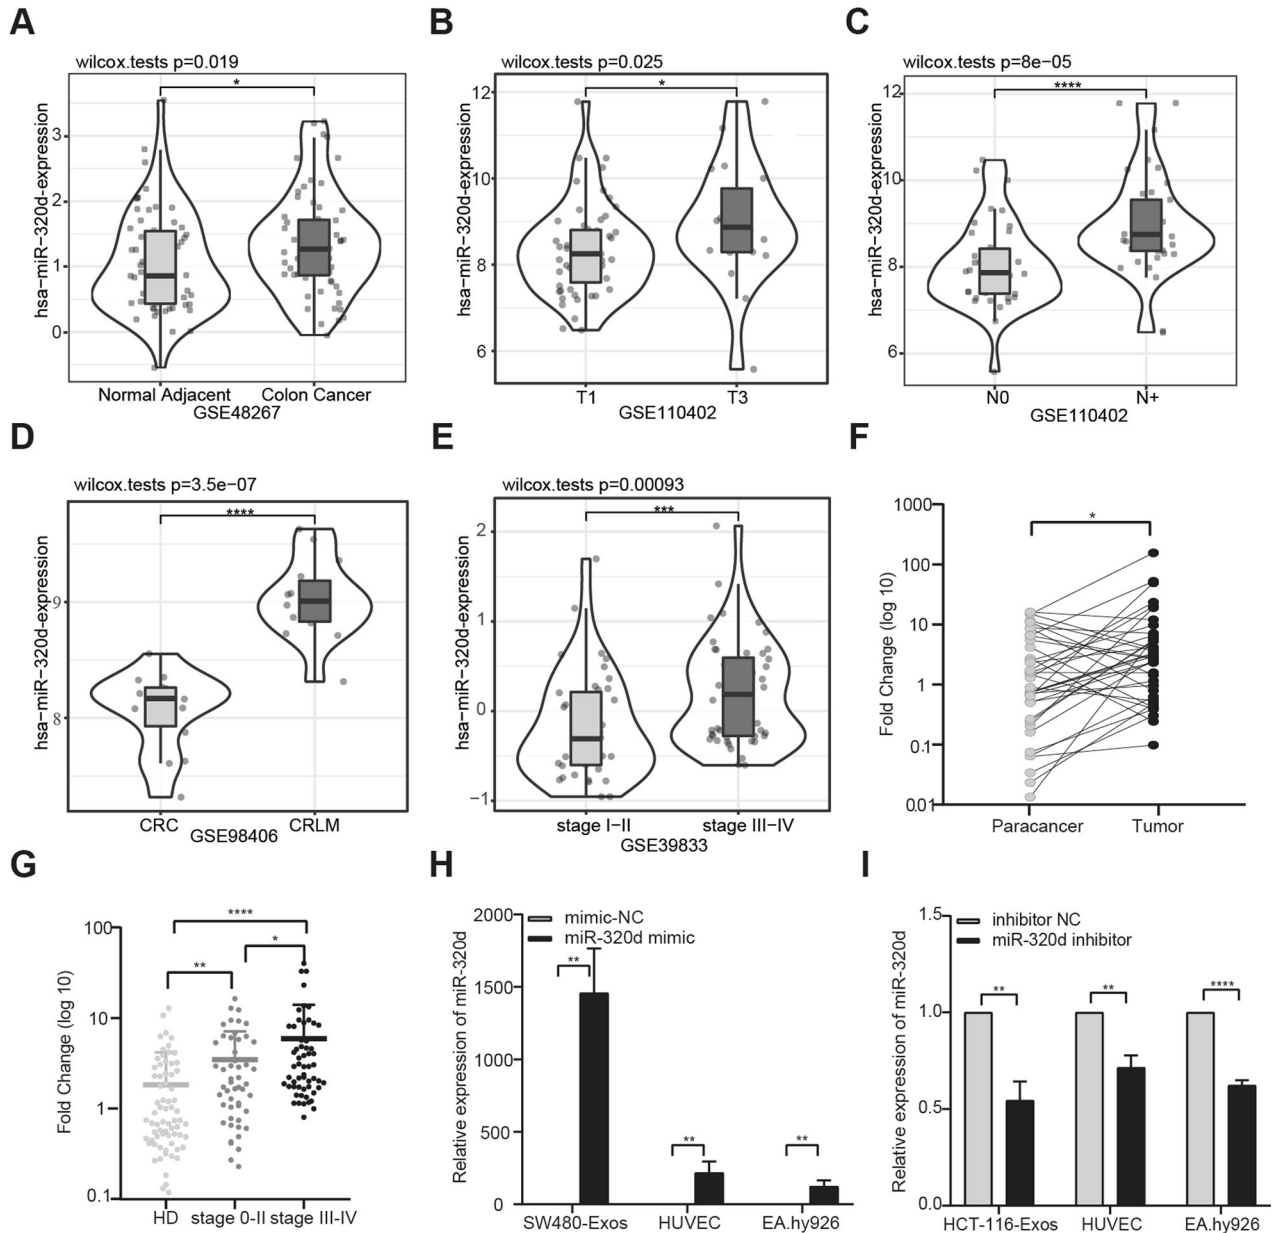 A
wilcox.tests p=0.019
*
hsa−miR−320d-expression
3
2
1
0
Normal Adjacent
Colon Cancer
GSE48267
B
wilcox.tests p=0.025
*
hsa−miR−320d-expression
12
10
8
6
T1
T3
GSE110402
C
wilcox.tests p=8e−05
****
hsa−miR−320d-expression
12
10
8
6
N0
N+
GSE110402
D
wilcox.tests p=3.5e−07
****
hsa−miR−320d-expression
9
8
CRC
CRLM
GSE98406
E
wilcox.tests p=0.00093
***
hsa−miR−320d-expression
2
1
0
−1
stage I−II
stage III−IV
GSE39833
F
*
Fold Change (log 10)
1000
100
10
1
0.1
0.01
Paracancer
Tumor
G
****
*
**
Fold Change (log 10)
100
10
1
0.1
HD
stage 0-II
stage III-IV
H
mimic-NC
miR-320d mimic
Relative expression of miR-320d
2000
1500
1000
500
0
**
**
**
SW480-Exos
HUVEC
EA.hy926
I
inhibitor NC
miR-320d inhibitor
Relative expression of miR-320d
1.5
1.0
0.5
0.0
**
**
****
HCT-116-Exos
HUVEC
EA.hy926